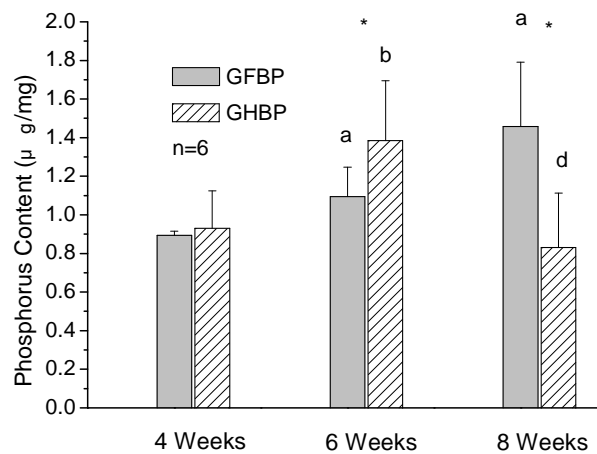 Phosphorus Content (μ g/mg)
2.0
1.8
1.6
1.4
1.2
1.0
0.8
0.6
0.4
0.2
0.0
GFBP
GHBP
n=6
a
*
b
a
*
d
4 Weeks
6 Weeks
8 Weeks